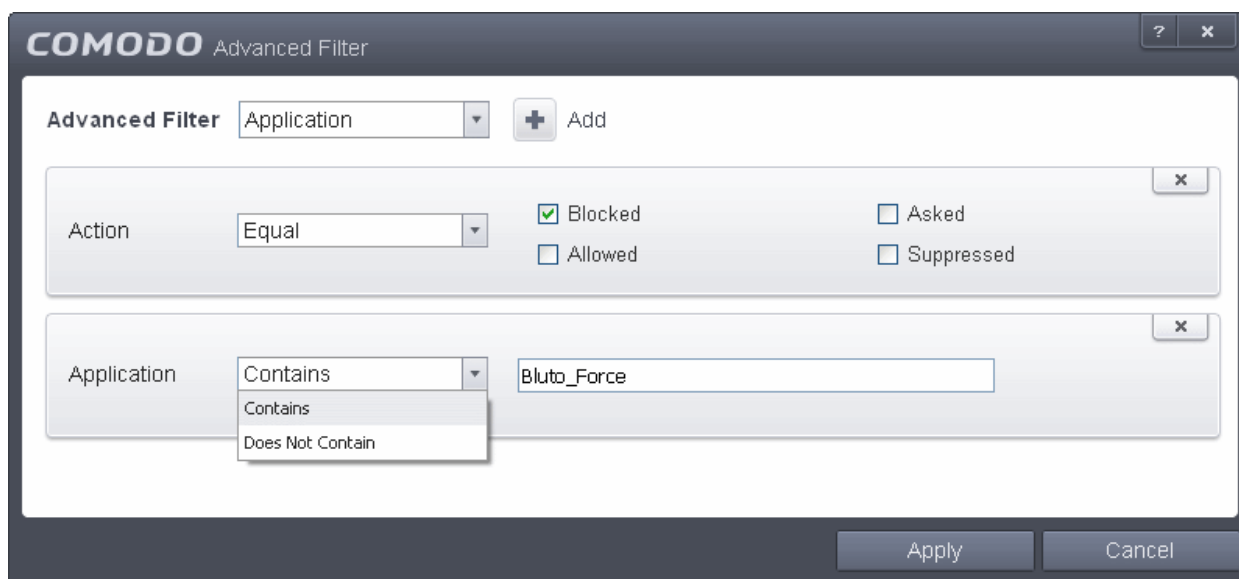 COMODO Advanced Filter ? x
Advanced Filter Application + Add
x
Action Equal Blocked Asked
Allowed Suppressed
x
Application Contains Bluto_Force
Contains
Does Not Contain
Apply Cancel